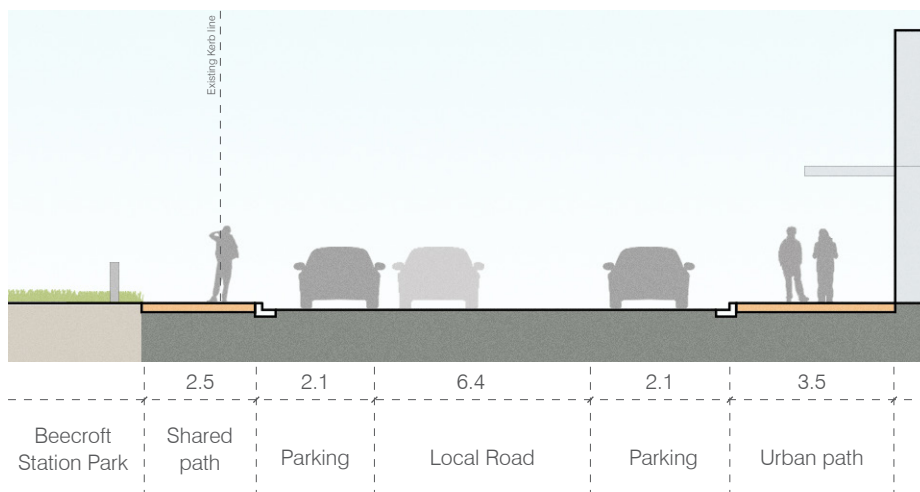 Existing Kerb line
2.5 2.1 6.4 2.1 3.5
Beecroft
Station Park
Shared
path
Parking
Local Road
Parking
Urban path